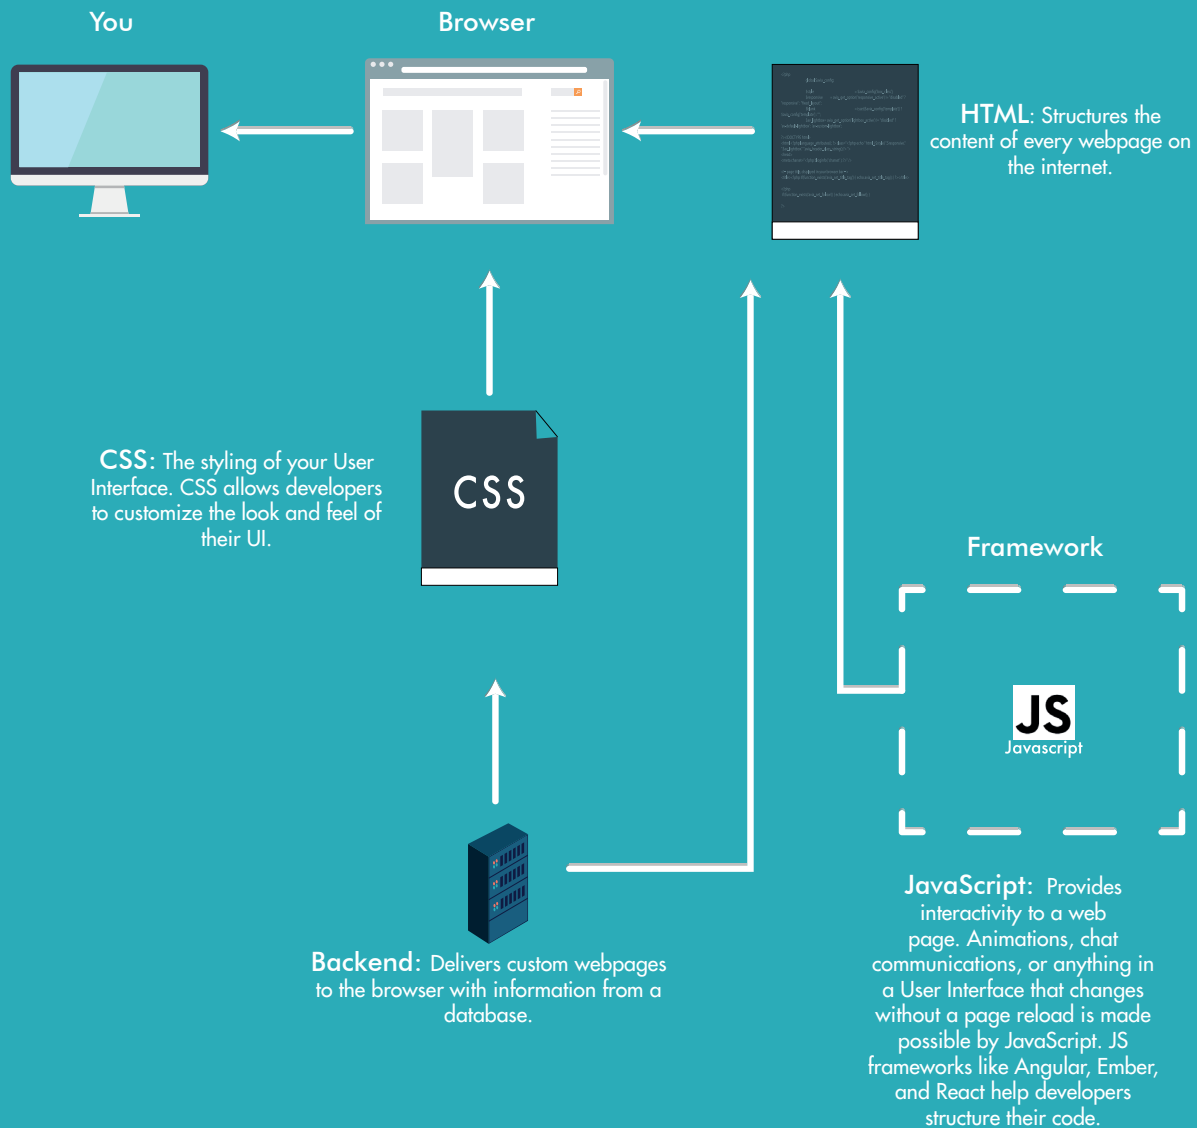 You
Browser
HTML: Structures the
content of every webpage on
the internet.
CSS: The styling of your User
Interface. CSS allows developers
to customize the look and feel of
their UI.
CSS
Framework
JS
Javascript
Backend: Delivers custom webpages
to the browser with information from a
database.
JavaScript: Provides
interactivity to a web
page. Animations, chat
communications, or anything in
a User Interface that changes
without a page reload is made
possible by JavaScript. JS
frameworks like Angular, Ember,
and React help developers
structure their code.